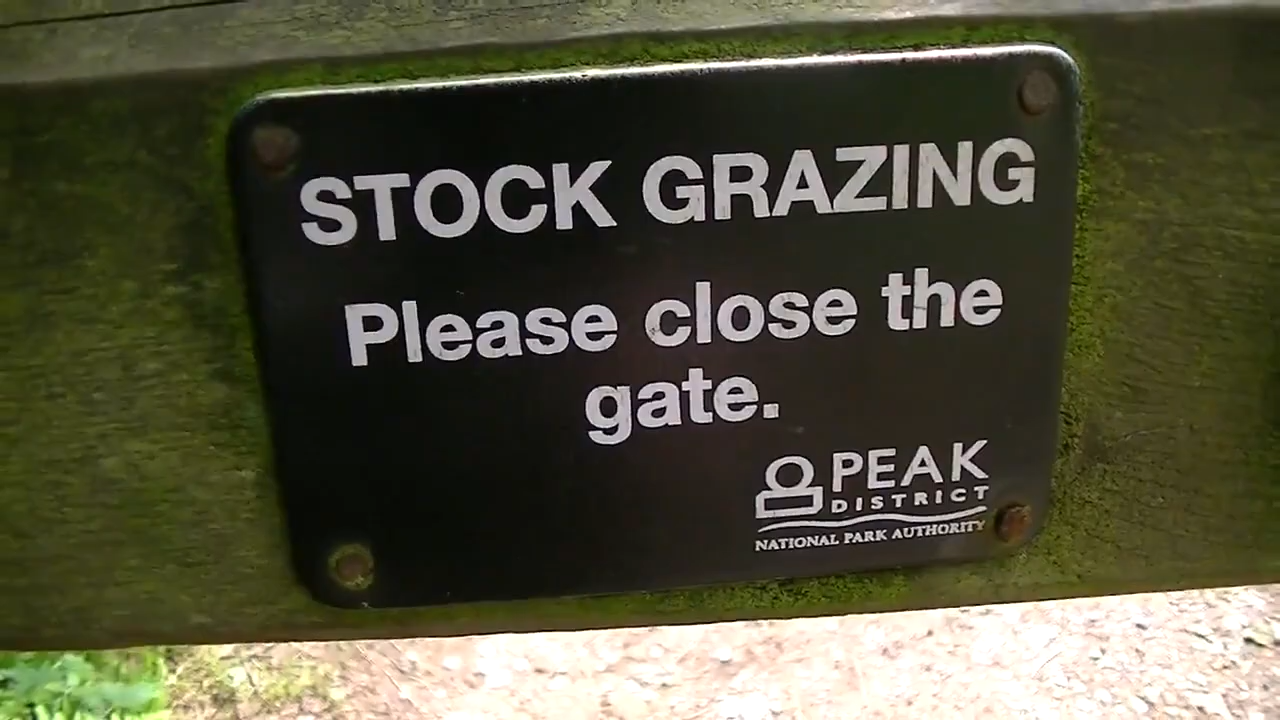 STOCK GRAZING
Please close the
gate.
PEAK
DISTRICT
NATIONAL PARK AUTHORITY